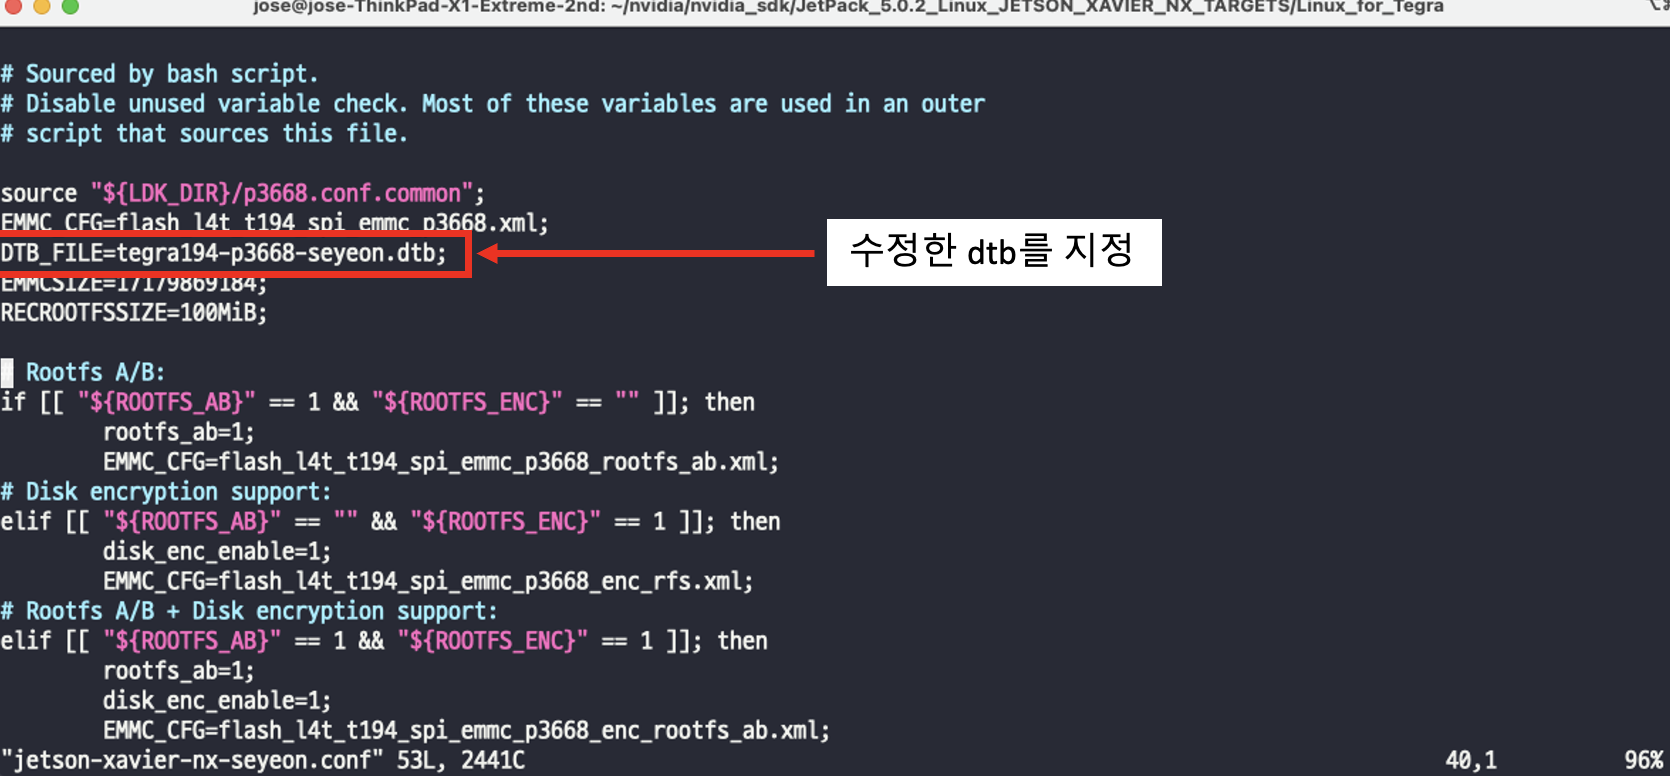 jose@jose-ThinkPad-X1-Extreme-2nd: ~/nvidia/nvidia_sdk/JetPack_5.0.2_Linux_JETSON_XAVIER_NX_TARGETS/Linux_for_Tegra
# Sourced by bash script.
# Disable unused variable check. Most of these variables are used in an outer
# script that sources this file.
source "${LDK_DIR}/p3668.conf.common";
EMMC_CFG=flash_l4t_t194_spi_emmc_p3668.xml;
DTB_FILE=tegra194-p3668-seyeon.dtb;
수정한 dtb를 지정
EMMCSIZE=17179869184;
RECROOTFSSIZE=100MiB;
# Rootfs A/B:
if [[ "${ROOTFS_AB}" == 1 && "${ROOTFS_ENC}" == "" ]]; then
rootfs_ab=1;
EMMC_CFG=flash_l4t_t194_spi_emmc_p3668_rootfs_ab.xml;
# Disk encryption support:
elif [[ "${ROOTFS_AB}" == "" && "${ROOTFS_ENC}" == 1 ]]; then
disk_enc_enable=1;
EMMC_CFG=flash_l4t_t194_spi_emmc_p3668_enc_rfs.xml;
# Rootfs A/B + Disk encryption support:
elif [[ "${ROOTFS_AB}" == 1 && "${ROOTFS_ENC}" == 1 ]]; then
rootfs_ab=1;
disk_enc_enable=1;
EMMC_CFG=flash_l4t_t194_spi_emmc_p3668_enc_rootfs_ab.xml;
"jetson-xavier-nx-seyeon.conf" 53L, 2441C 40,1 96%